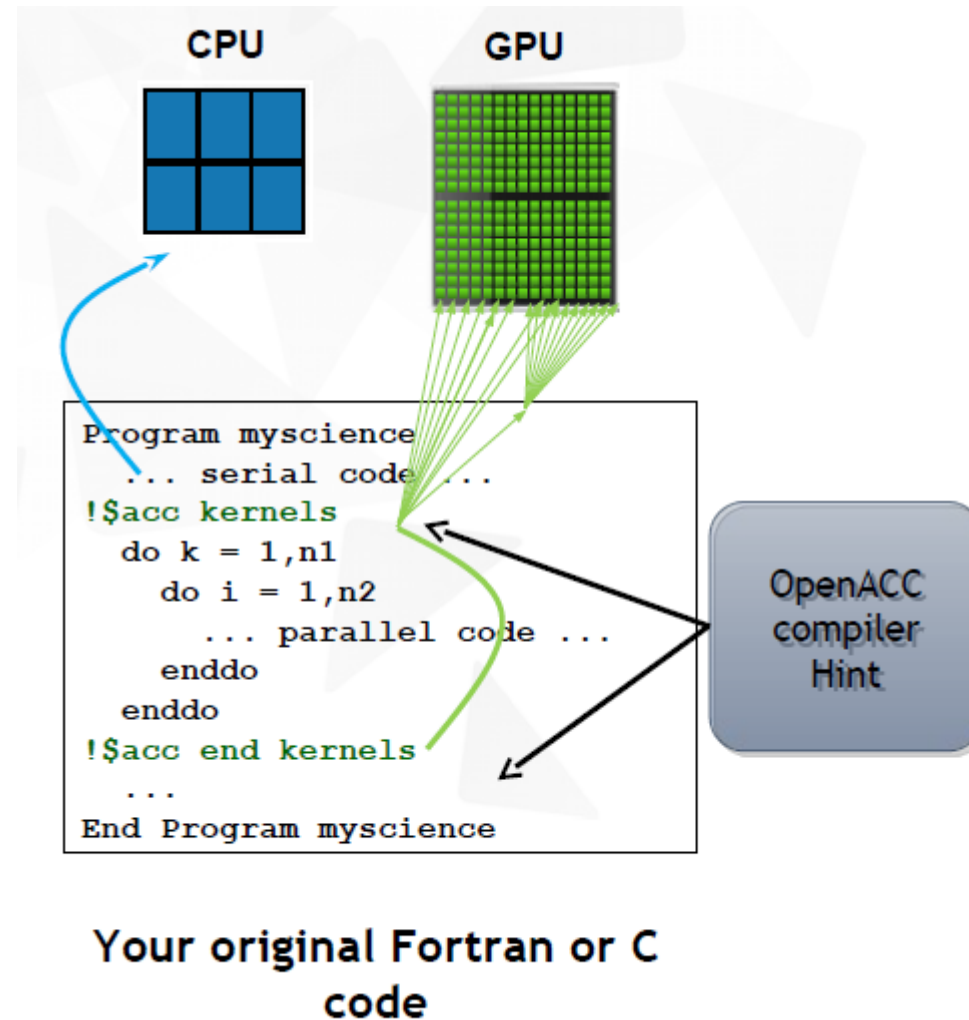 CPU
GPU
Program myscience
... serial code ...
!$acc kernels
do k = 1,n1
do i = 1,n2
... parallel code ...
enddo
enddo
!$acc end kernels
...
End Program myscience
OpenACC
compiler
Hint
Your original Fortran or C
code